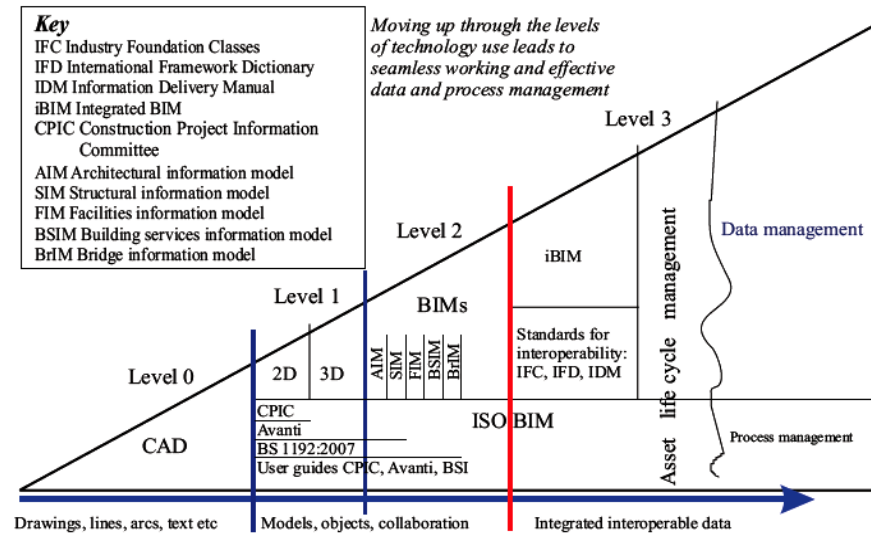 Key
IFC Industry Foundation Classes
IFD International Framework Dictionary
IDM Information Delivery Manual
iBIM Integrated BIM
CPIC Construction Project Information
Committee
AIM Architectural information model
SIM Structural information model
FIM Facilities information model
BSIM Building services information model
BrIM Bridge information model
Moving up through the levels
of technology use leads to
seamless working and effective
data and process management
Level 3
Level 2
Level 1
Level 0
Data management
iBIM
BIMs
Standards for
interoperability:
IFC, IFD, IDM
2D
3D
AIM
SIM
FIM
BSIM
BrIM
Asset life cycle management
CAD
CPIC
Avanti
BS 1192:2007
User guides CPIC, Avanti, BSI
ISO BIM
Process management
Drawings, lines, arcs, text etc
Models, objects, collaboration
Integrated interoperable data